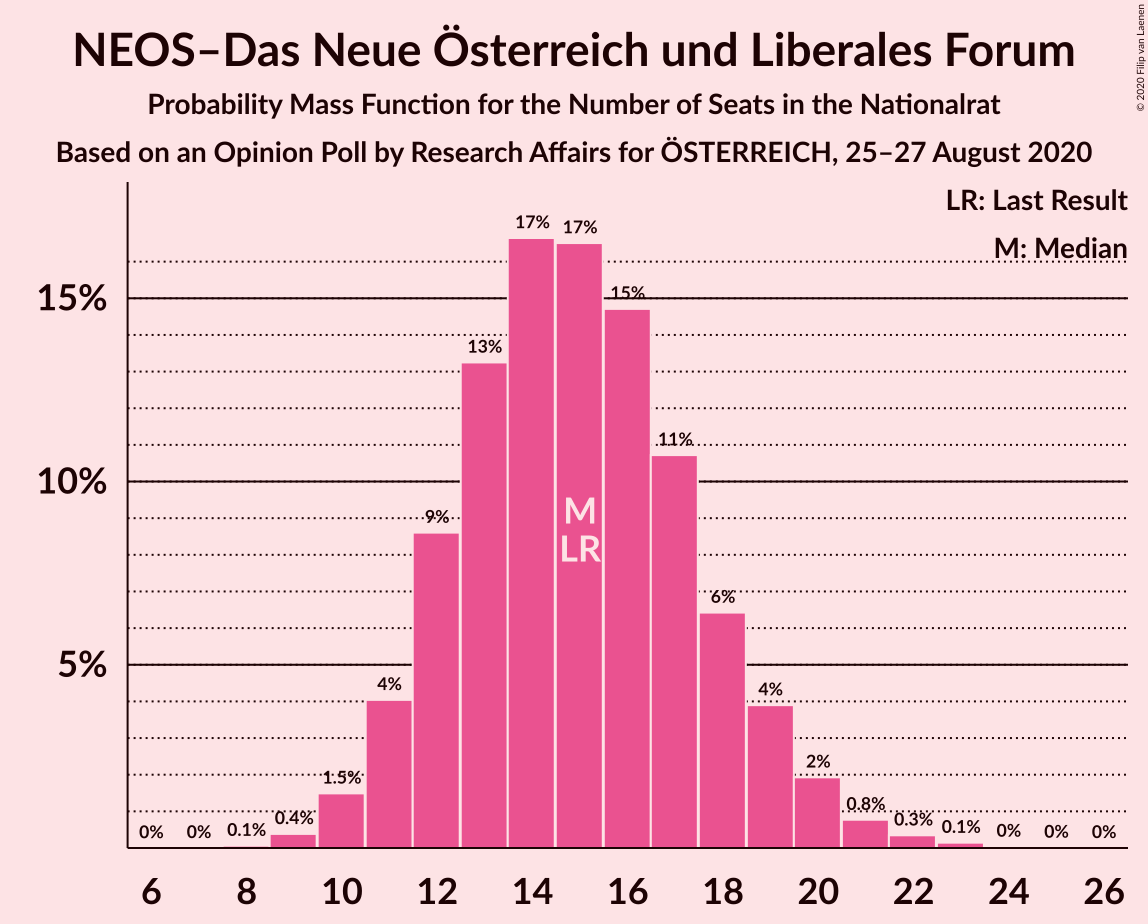 NEOS–Das Neue Österreich und Liberales Forum
Probability Mass Function for the Number of Seats in the Nationalrat
Based on an Opinion Poll by Research Affairs for ÖSTERREICH, 25–27 August 2020
© 2020 Filip van Laenen
LR: Last Result
M: Median
15%
10%
5%
0% 0% 0.1% 0.4% 1.5% 4% 9% 13% 17% 17% 15% 11% 6% 4% 2% 0.8% 0.3% 0.1% 0% 0% 0%
M
LR
6 8 10 12 14 16 18 20 22 24 26